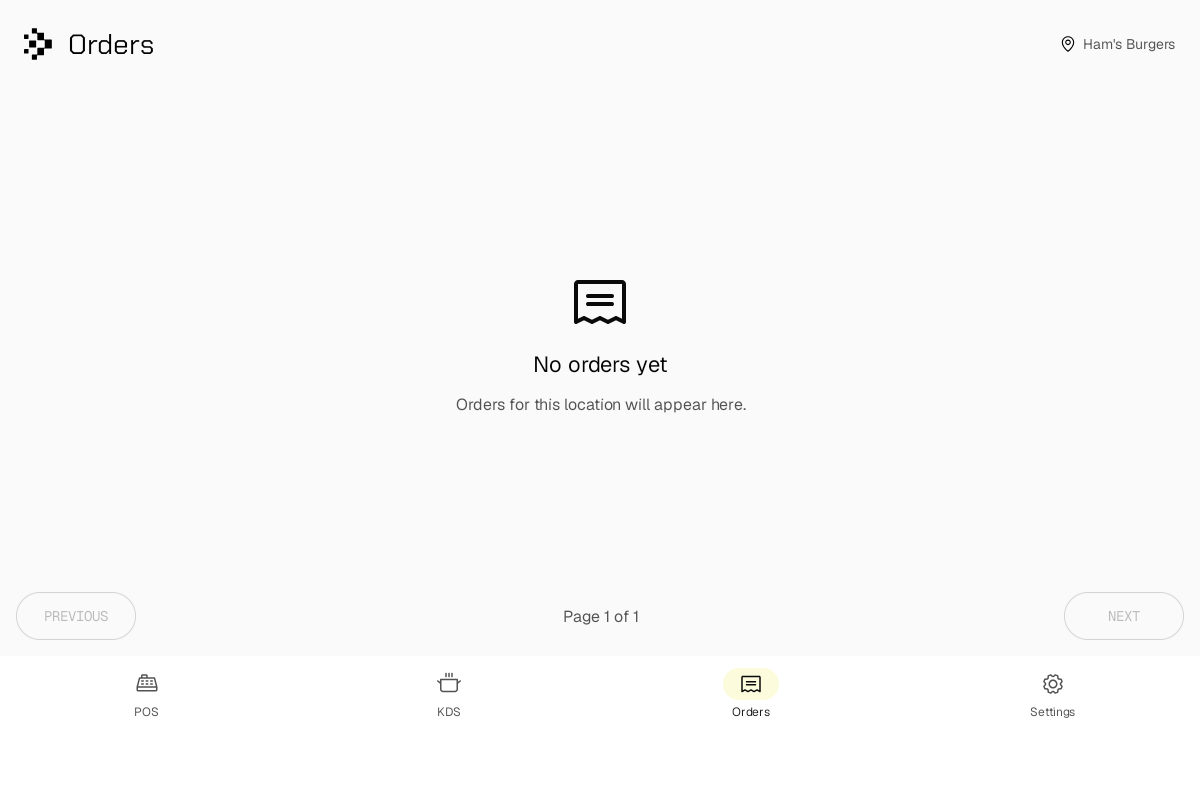 Orders
Ham's Burgers
No orders yet
Orders for this location will appear here.
PREVIOUS
Page 1 of 1
NEXT
POS
KDS
Orders
Settings